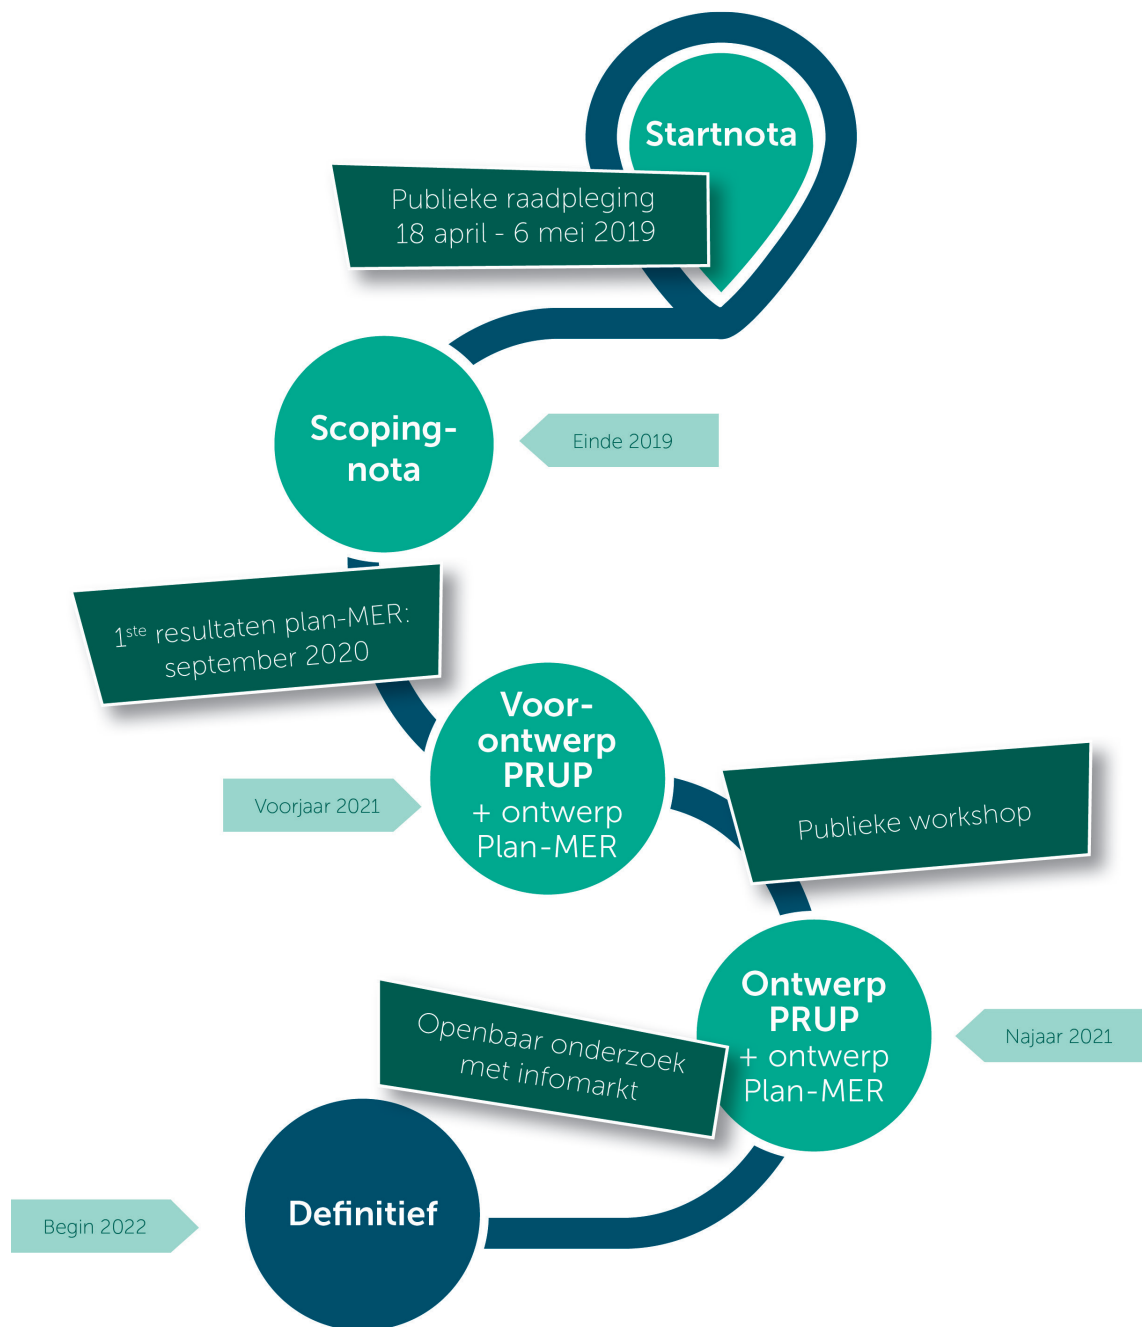 Startnota
Publieke raadpleging
18 april - 6 mei 2019
Scoping-
nota
Einde 2019
1ste resultaten plan-MER:
september 2020
Voor-
ontwerp
PRUP
+ ontwerp
Plan-MER
Voorjaar 2021
Publieke workshop
Ontwerp
PRUP
+ ontwerp
Plan-MER
Najaar 2021
Openbaar onderzoek
met infomarkt
Definitief
Begin 2022